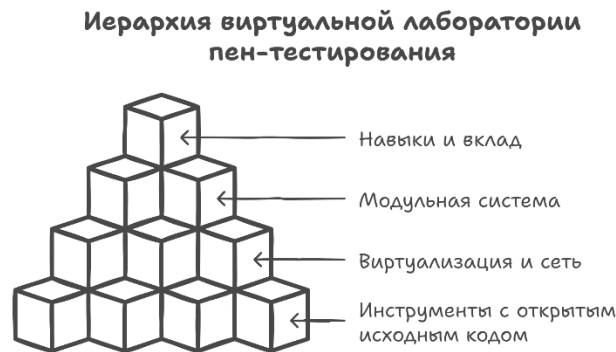 Иерархия виртуальной лаборатории
пен-тестирования
Навыки и вклад
Модульная система
Виртуализация и сеть
Инструменты с открытым
исходным кодом